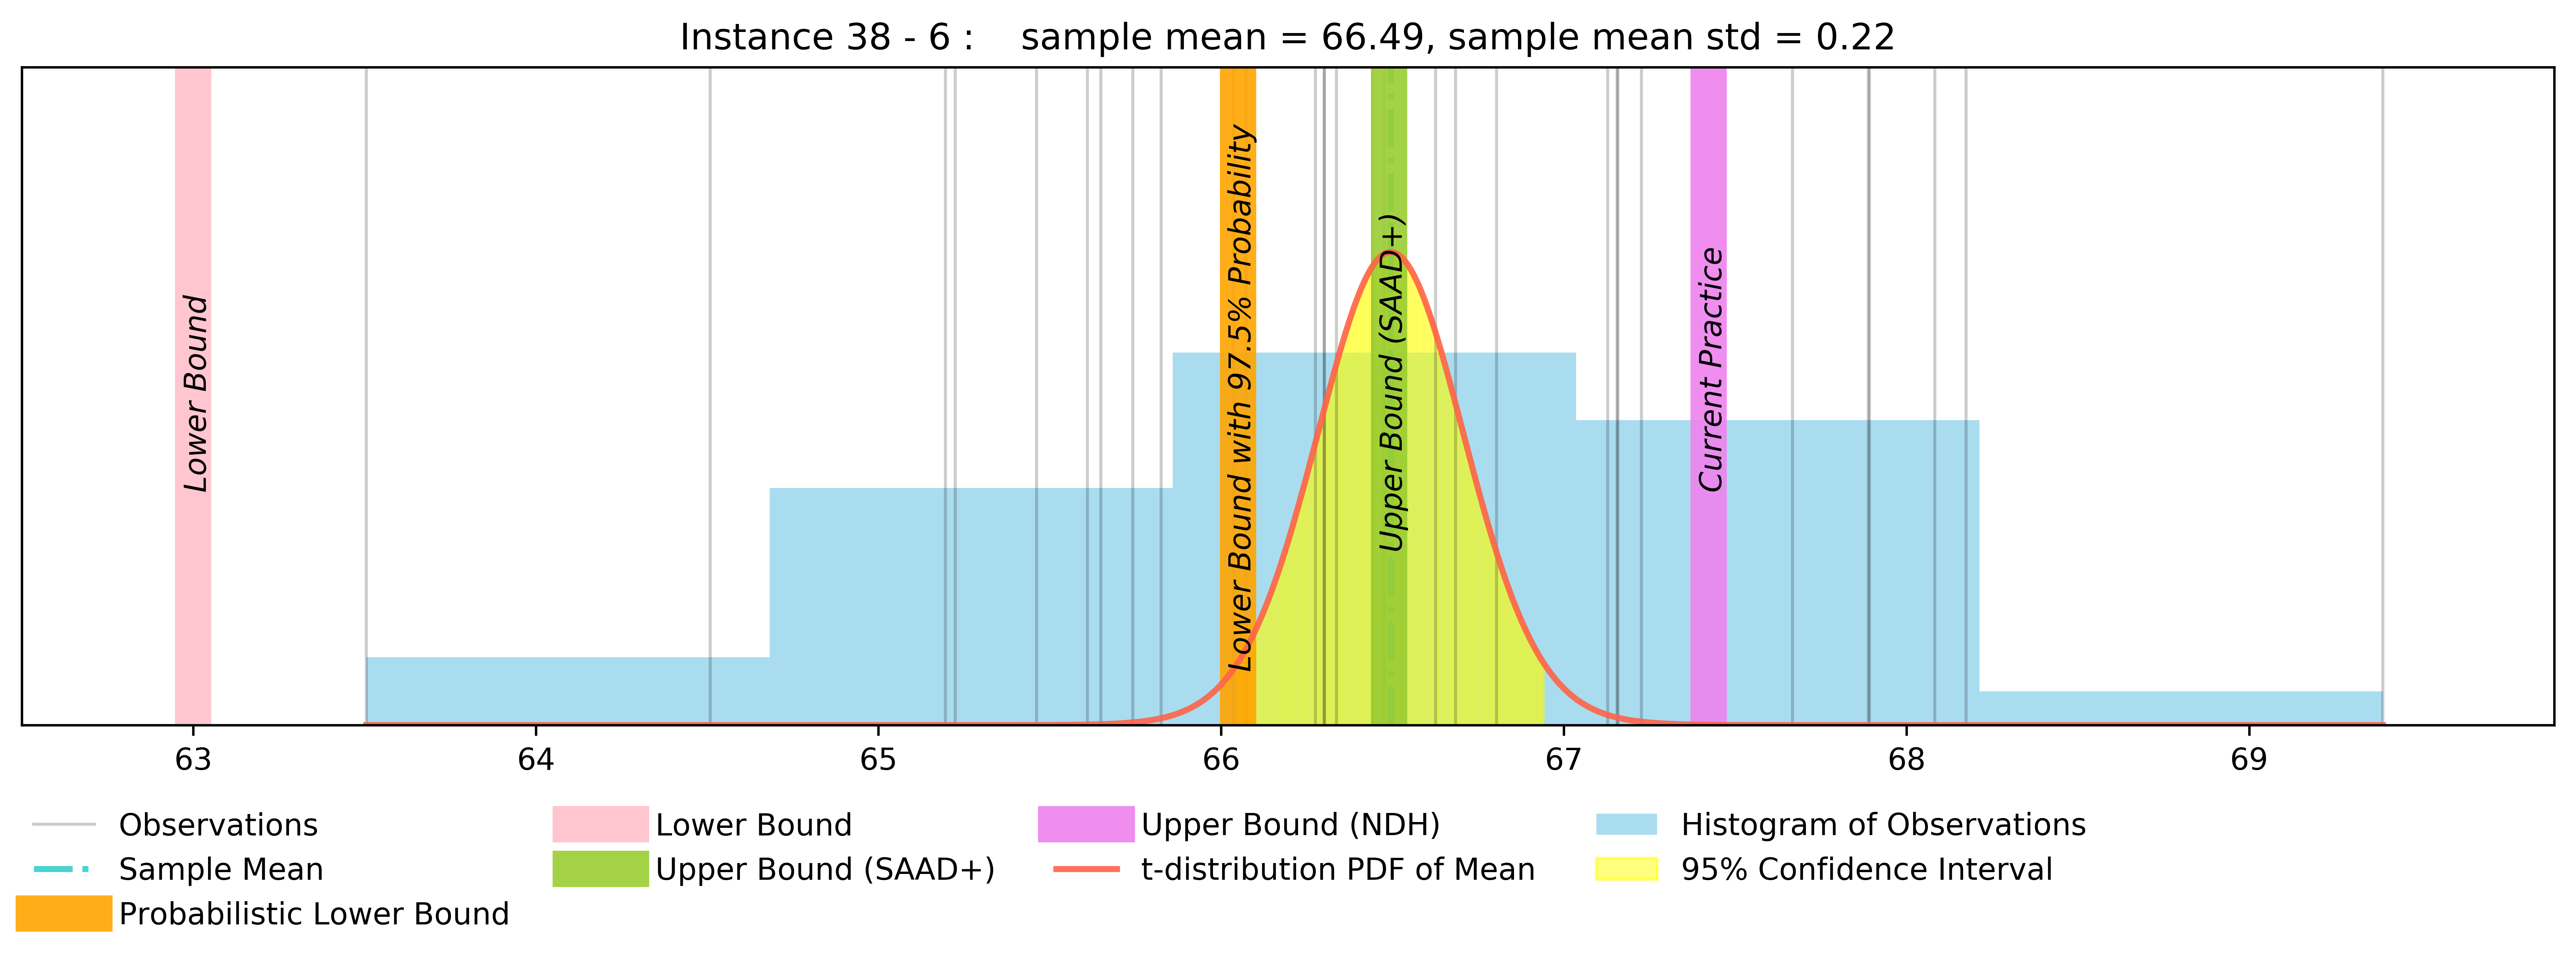 Instance 38 - 6 :    sample mean = 66.49, sample mean std = 0.22
Lower Bound
Lower Bound with 97.5% Probability
Upper Bound (SAAD+)
Current Practice
63 64 65 66 67 68 69
Observations
Sample Mean
Probabilistic Lower Bound
Lower Bound
Upper Bound (SAAD+)
Upper Bound (NDH)
t-distribution PDF of Mean
Histogram of Observations
95% Confidence Interval